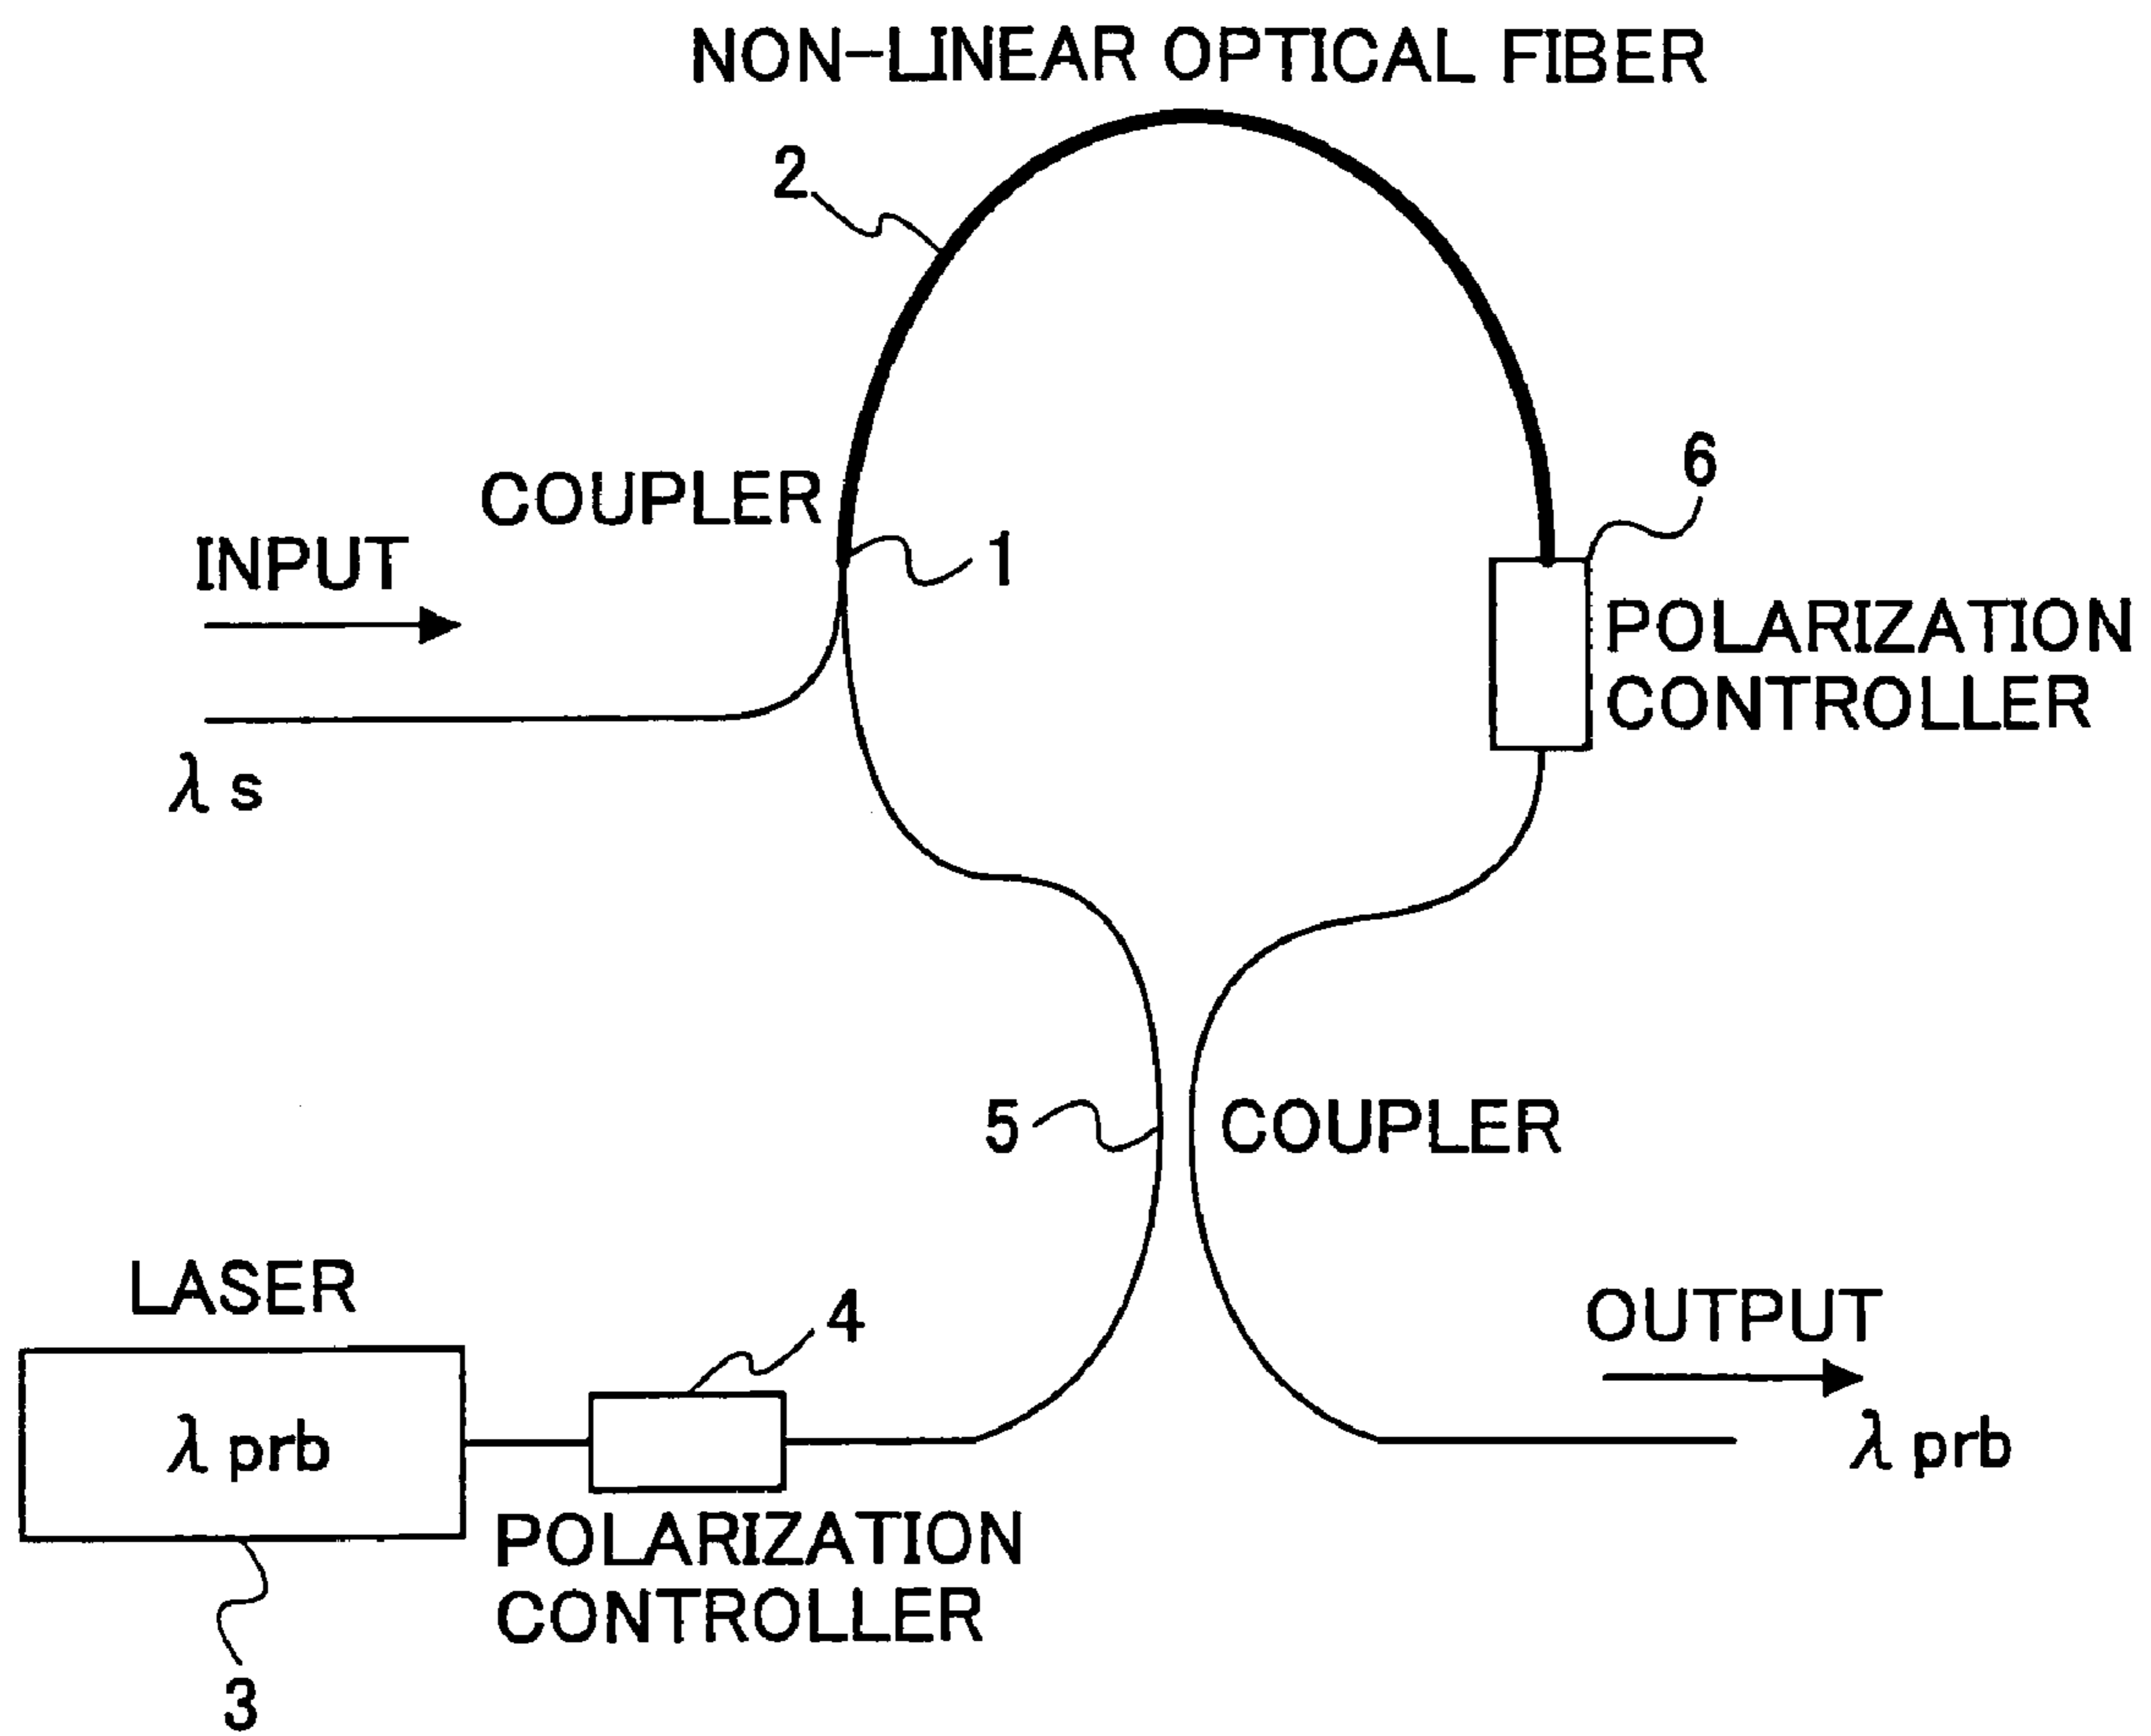 NON-LINEAR OPTICAL FIBER
2
6
COUPLER
1
INPUT
POLARIZATION
CONTROLLER
λs
5
COUPLER
LASER
4
OUTPUT
λprb
λprb
POLARIZATION
CONTROLLER
3